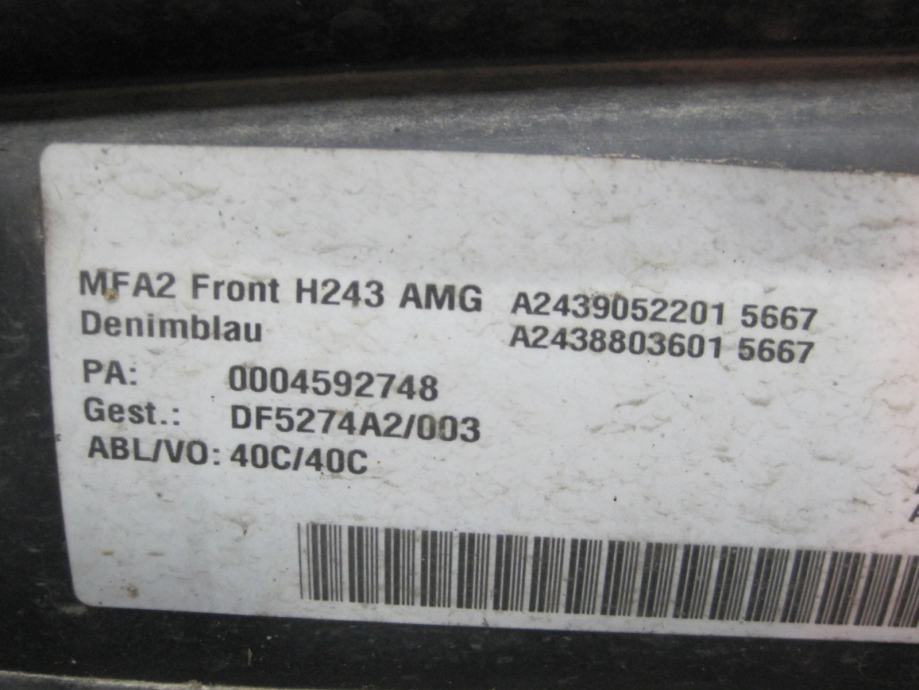 MFA2 Front H243 AMG A2439052201 5667
Denimblau A2438803601 5667
PA: 0004592748
Gest.: DF5274A2/003
ABL/VO: 40C/40C